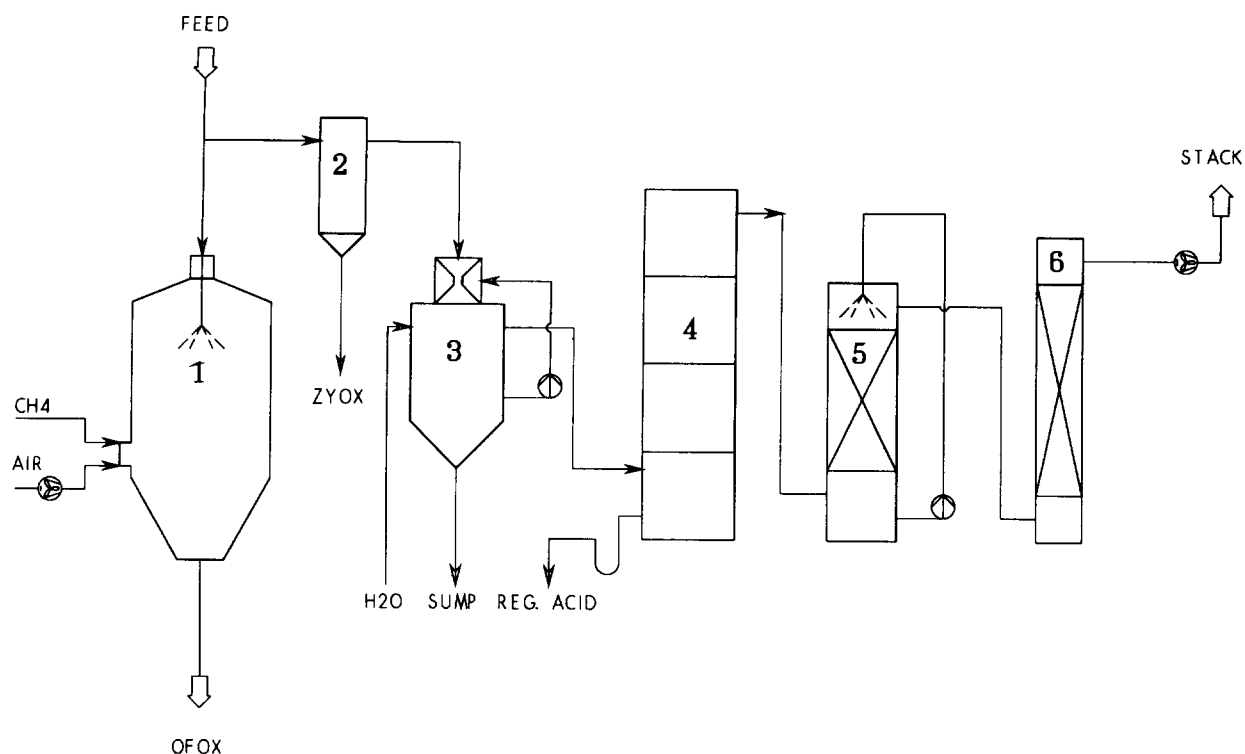 FEED
STACK
2
6
3
4
5
1
CH4
ZYOX
AIR
H2O
SUMP
REG. ACID
OFOX